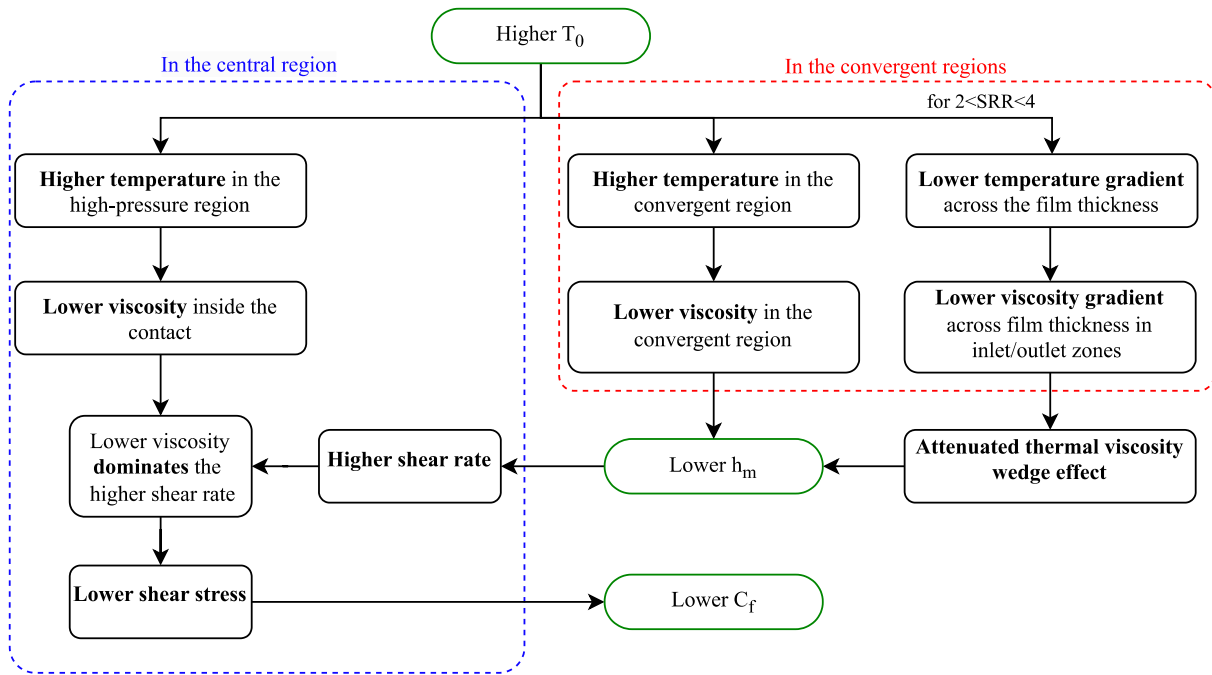 Higher T0
In the central region
In the convergent regions
for 2<SRR<4
Higher temperature in the
high-pressure region
Higher temperature in the
convergent region
Lower temperature gradient
across the film thickness
Lower viscosity inside the
contact
Lower viscosity in the
convergent region
Lower viscosity gradient
across film thickness in
inlet/outlet zones
Lower viscosity
dominates the
higher shear rate
Higher shear rate
Lower hm
Attenuated thermal viscosity
wedge effect
Lower shear stress
Lower Cf